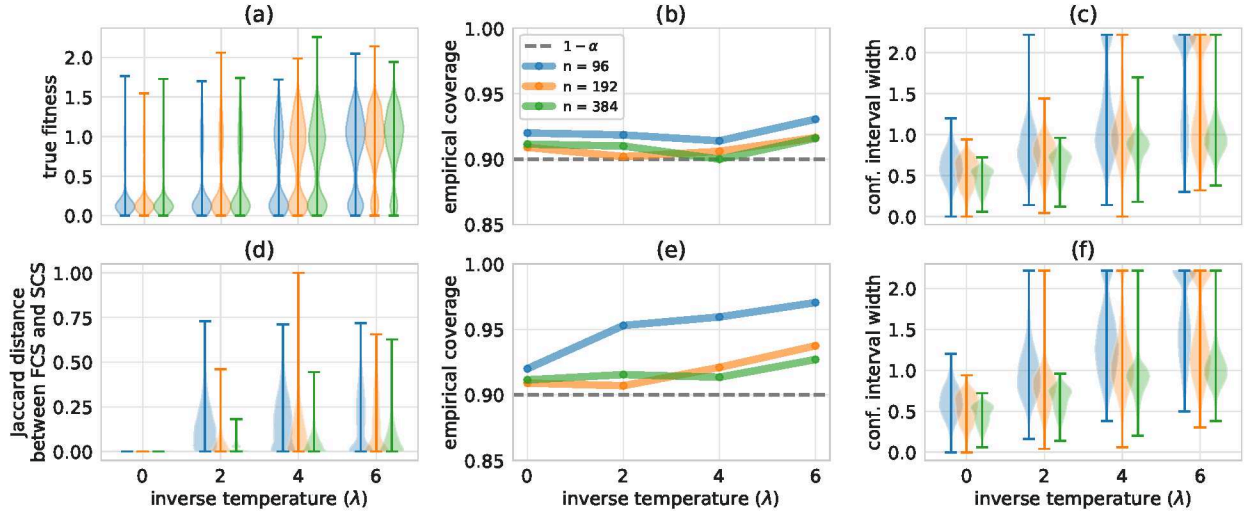 (a)
true fitness
2.0
1.5
1.0
0.5
0.0
(b)
empirical coverage
1.00
0.95
0.90
0.85
1 − α
n = 96
n = 192
n = 384
(c)
conf. interval width
2.0
1.5
1.0
0.5
0.0
(d)
Jaccard distance
between FCS and SCS
1.00
0.75
0.50
0.25
0.00
0 2 4 6
inverse temperature (λ)
(e)
empirical coverage
1.00
0.95
0.90
0.85
0 2 4 6
inverse temperature (λ)
(f)
conf. interval width
2.0
1.5
1.0
0.5
0.0
0 2 4 6
inverse temperature (λ)